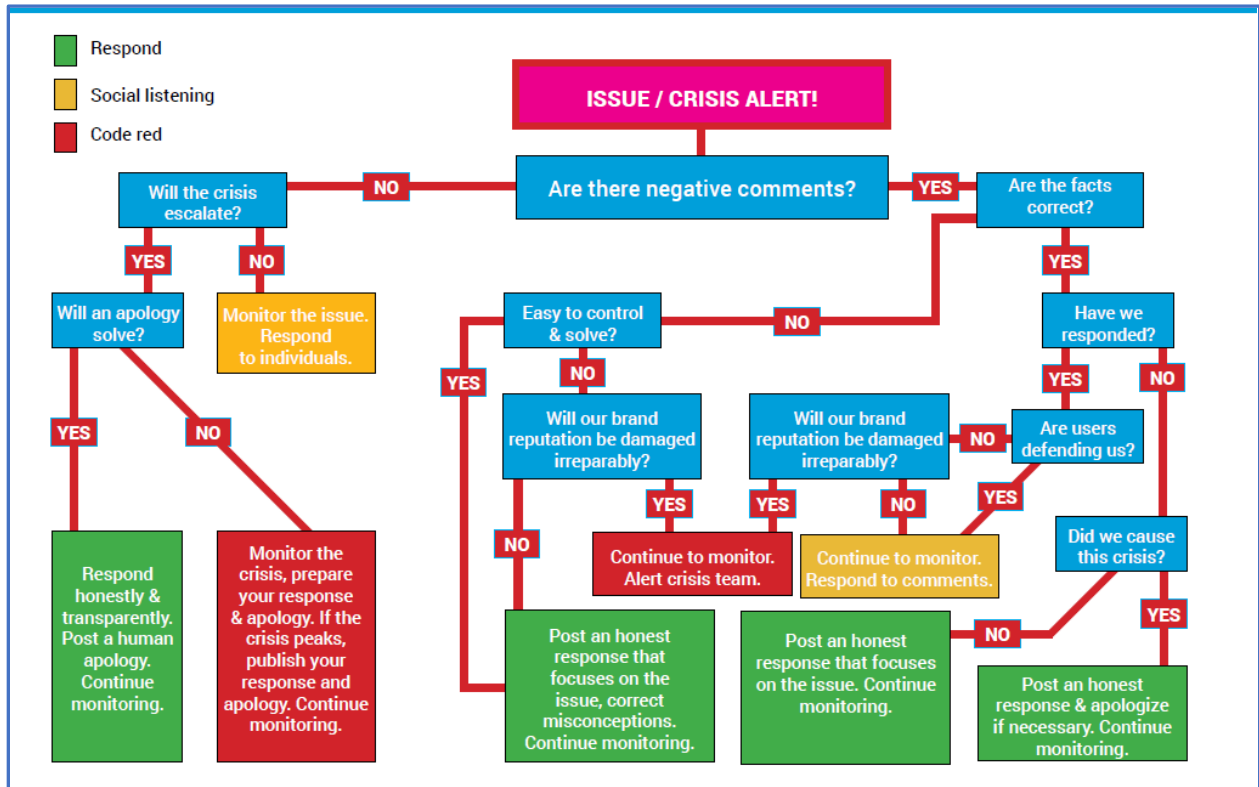 Respond
Social listening
Code red
ISSUE / CRISIS ALERT!
Are there negative comments?
NO
YES
Will the crisis
escalate?
YES
NO
Will an apology
solve?
Monitor the issue.
Respond
to individuals.
YES
NO
Respond
honestly &
transparently.
Post a human
apology.
Continue
monitoring.
Monitor the
crisis, prepare
your response
& apology. If the
crisis peaks,
publish your
response and
apology. Continue
monitoring.
Are the facts
correct?
NO
YES
Easy to control
& solve?
YES
NO
Will our brand
reputation be damaged
irreparably?
NO
YES
Post an honest
response that
focuses on the
issue, correct
misconceptions.
Continue monitoring.
Continue to monitor.
Alert crisis team.
Have we
responded?
YES
NO
Are users
defending us?
NO
YES
Will our brand
reputation be damaged
irreparably?
YES
NO
Continue to monitor.
Respond to comments.
Did we cause
this crisis?
NO
YES
Post an honest
response that focuses
on the issue. Continue
monitoring.
Post an honest
response & apologize
if necessary. Continue
monitoring.